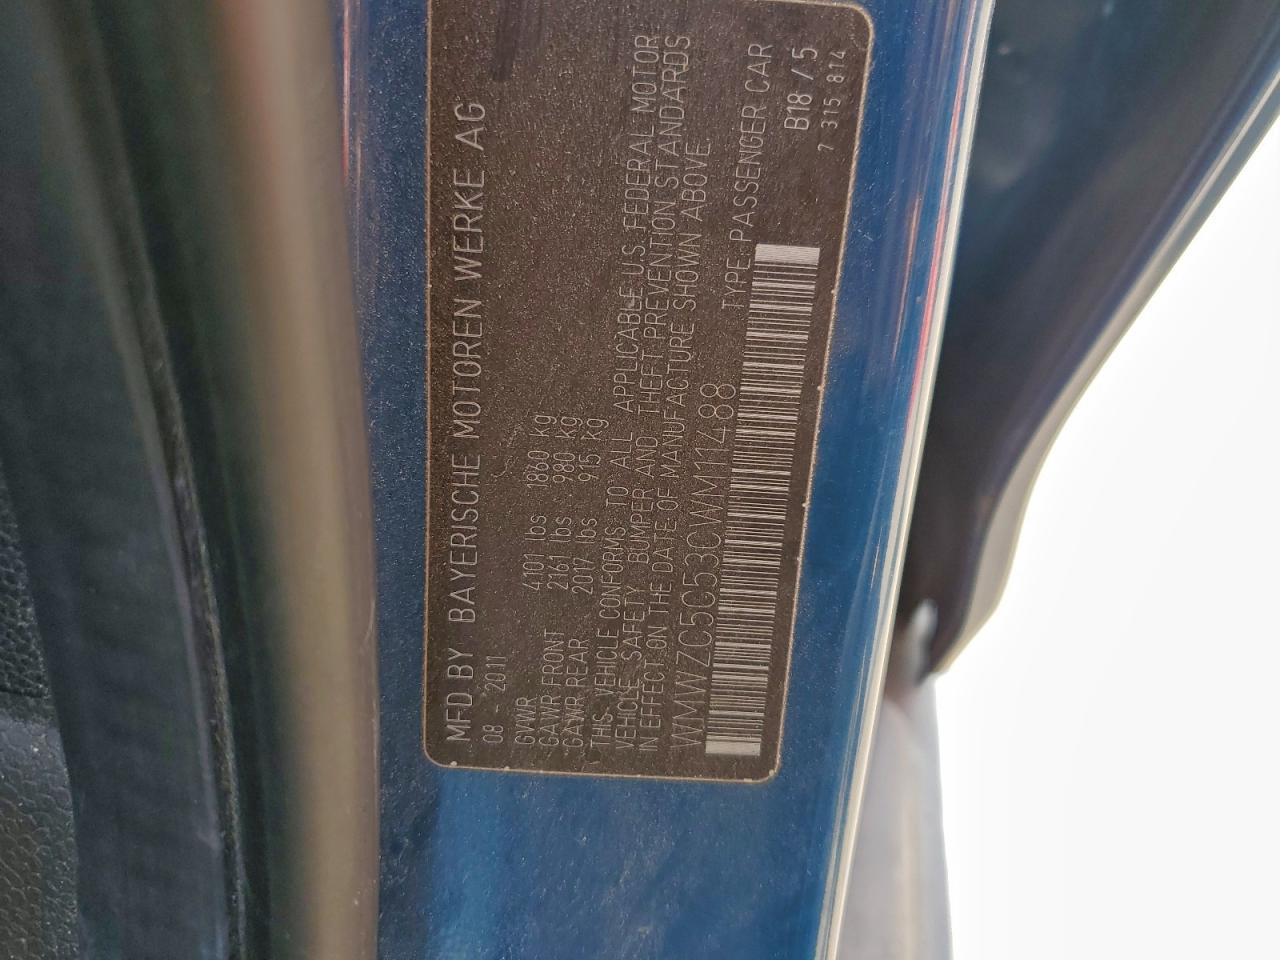 MFD BY BAYERISCHE MOTOREN WERKE AG
08 - 2011
GVWR 4101 lbs 1860 kg
GAWR FRONT 2161 lbs 980 kg
GAWR REAR 2017 lbs 915 kg
THIS VEHICLE CONFORMS TO ALL APPLICABLE U.S. FEDERAL MOTOR
VEHICLE SAFETY, BUMPER AND THEFT PREVENTION STANDARDS
IN EFFECT ON THE DATE OF MANUFACTURE SHOWN ABOVE
WMWZC5C53CWM11488 TYPE: PASSENGER CAR
B18 / 5
7 315 814